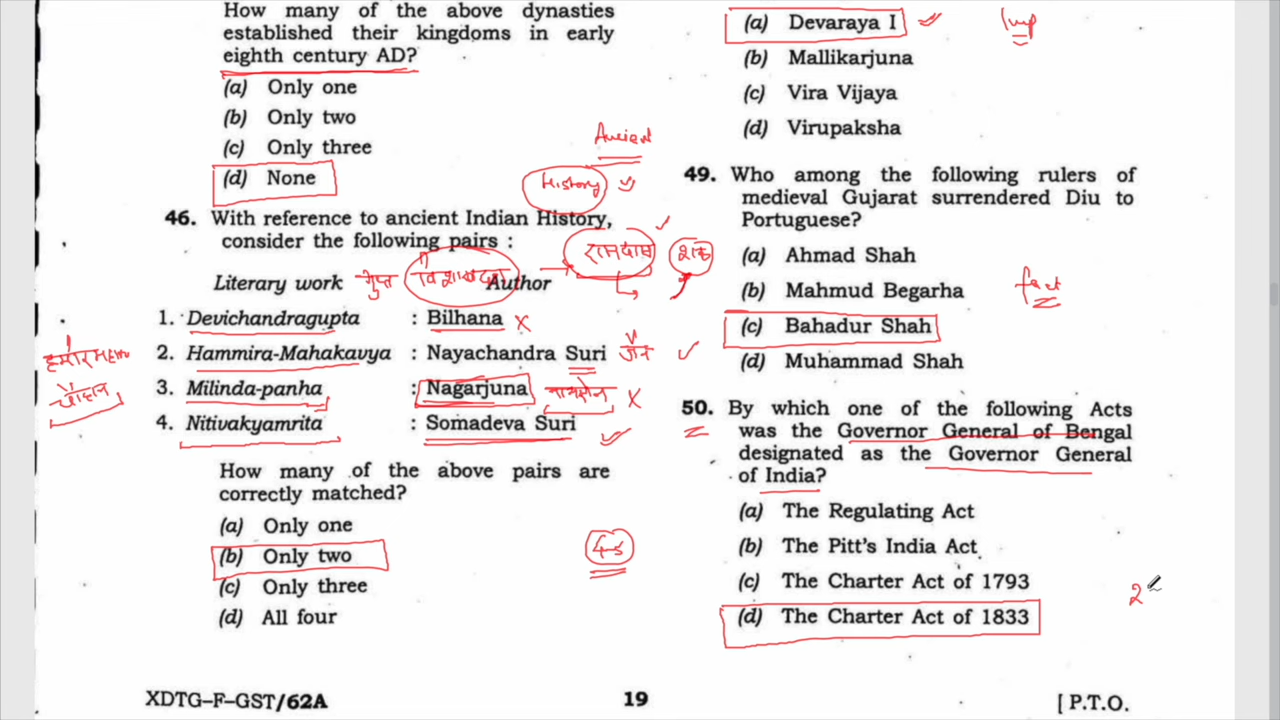 How many of the above dynasties
established their kingdoms in early
eighth century AD?
(a) Only one
(b) Only two
(c) Only three
(d) None
Ancient
History
46. With reference to ancient Indian History,
consider the following pairs :
Literary work Author
गुप्त विशाखदत्त → रामगुप्त शक
1. Devichandragupta : Bilhana X
2. Hammira-Mahakavya : Nayachandra Suri जैन
3. Milinda-panha : Nagarjuna नागसेन X
चौहान
4. Nitivakyamrita : Somadeva Suri
How many of the above pairs are
correctly matched?
(a) Only one
(b) Only two
(c) Only three
(d) All four
XDTG–F–GST/62A
19
(a) Devaraya I
Imp
(b) Mallikarjuna
(c) Vira Vijaya
(d) Virupaksha
49. Who among the following rulers of
medieval Gujarat surrendered Diu to
Portuguese?
(a) Ahmad Shah
(b) Mahmud Begarha
fact
(c) Bahadur Shah
(d) Muhammad Shah
50. By which one of the following Acts
was the Governor General of Bengal
designated as the Governor General
of India?
(a) The Regulating Act
(b) The Pitt's India Act
(c) The Charter Act of 1793
(d) The Charter Act of 1833
2
[ P.T.O.